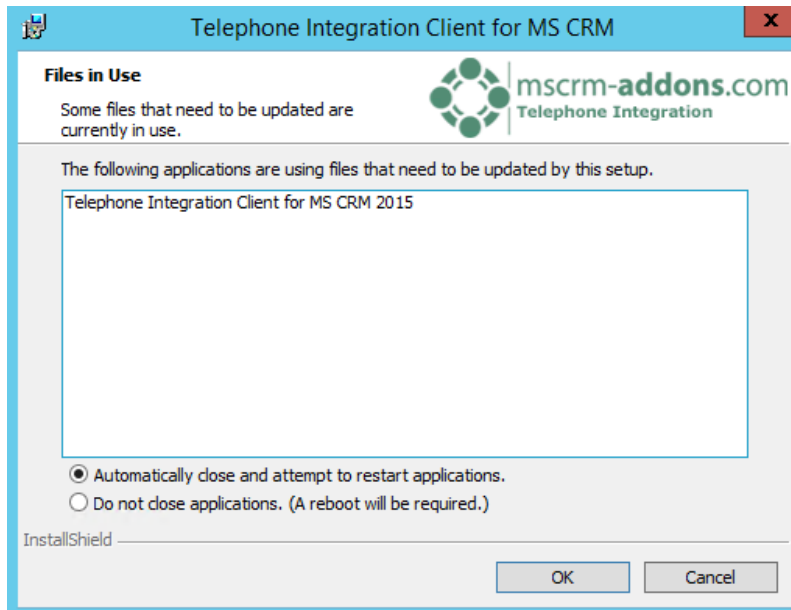 Telephone Integration Client for MS CRM
x
Files in Use
Some files that need to be updated are
currently in use.
mscrm-addons.com
Telephone Integration
The following applications are using files that need to be updated by this setup.
Telephone Integration Client for MS CRM 2015
Automatically close and attempt to restart applications.
Do not close applications. (A reboot will be required.)
InstallShield
OK
Cancel